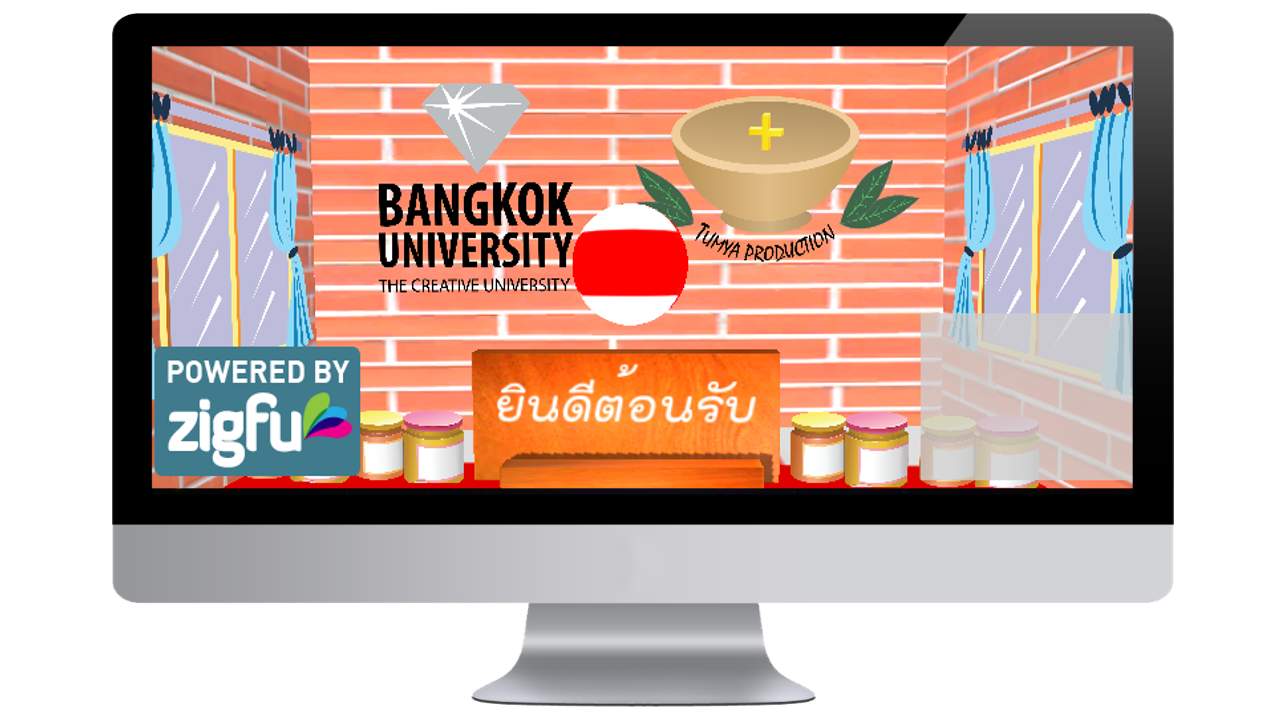 BANGKOK
UNIVERSITY
THE CREATIVE UNIVERSITY
TUMYA PRODUCTION
POWERED BY
zigfu
ยินดีต้อนรับ